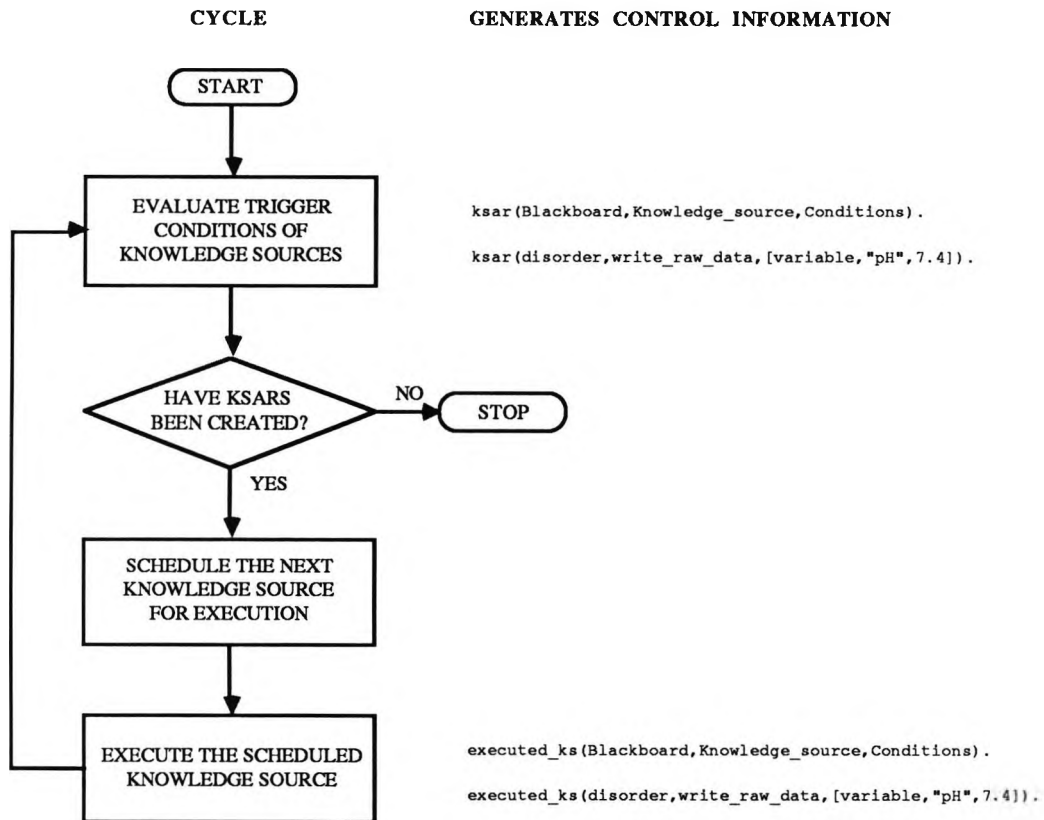 CYCLE
GENERATES CONTROL INFORMATION
START
EVALUATE TRIGGER
CONDITIONS OF
KNOWLEDGE SOURCES
ksar(Blackboard,Knowledge_source,Conditions).
ksar(disorder,write_raw_data,[variable,"pH",7.4]).
HAVE KSARS
BEEN CREATED?
NO
STOP
YES
SCHEDULE THE NEXT
KNOWLEDGE SOURCE
FOR EXECUTION
EXECUTE THE SCHEDULED
KNOWLEDGE SOURCE
executed_ks(Blackboard,Knowledge_source,Conditions).
executed_ks(disorder,write_raw_data,[variable,"pH",7.4]).